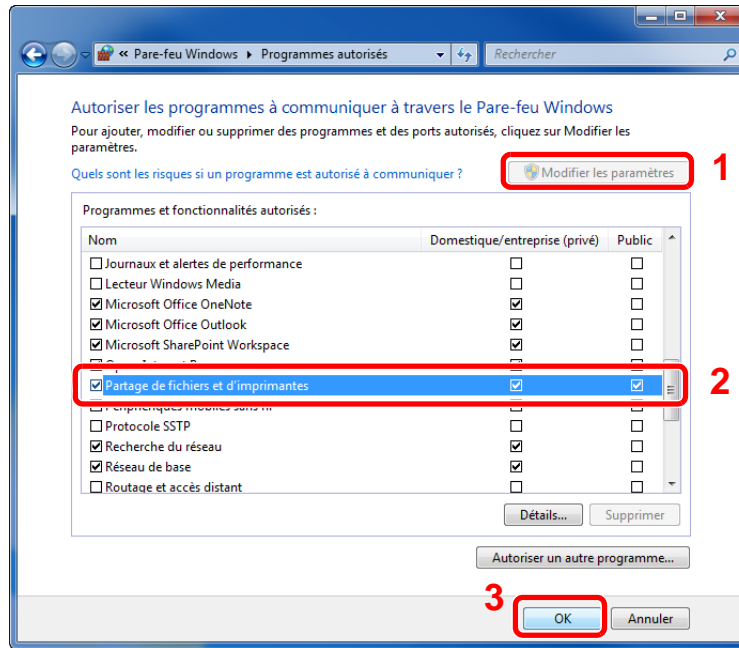 « Pare-feu Windows ▸ Programmes autorisés
Rechercher
Autoriser les programmes à communiquer à travers le Pare-feu Windows
Pour ajouter, modifier ou supprimer des programmes et des ports autorisés, cliquez sur Modifier les
paramètres.
Quels sont les risques si un programme est autorisé à communiquer ?
Modifier les paramètres
1
Programmes et fonctionnalités autorisés :
Nom Domestique/entreprise (privé) Public
Journaux et alertes de performance
Lecteur Windows Media
Microsoft Office OneNote
Microsoft Office Outlook
Microsoft SharePoint Workspace
Partage de fichiers et d'imprimantes
2
Périphériques mobiles sans fil
Protocole SSTP
Recherche du réseau
Réseau de base
Routage et accès distant
Détails... Supprimer
Autoriser un autre programme...
3
OK Annuler